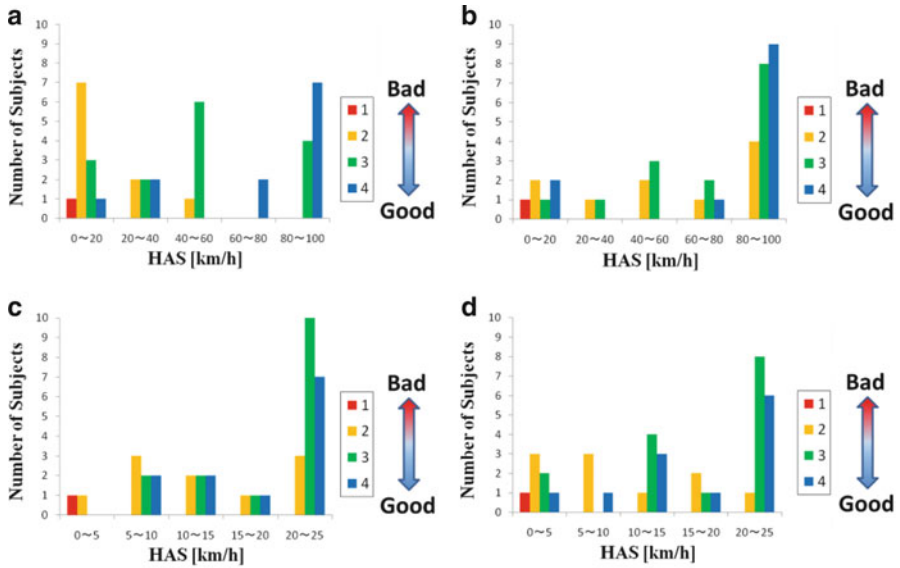 a
Number of Subjects
10
9
8
7
6
5
4
3
2
1
0
0～20 20～40 40～60 60～80 80～100
HAS [km/h]
1
2
3
4
Bad
Good
b
Number of Subjects
10
9
8
7
6
5
4
3
2
1
0
0～20 20～40 40～60 60～80 80～100
HAS [km/h]
1
2
3
4
Bad
Good
c
Number of Subjects
10
9
8
7
6
5
4
3
2
1
0
0～5 5～10 10～15 15～20 20～25
HAS [km/h]
1
2
3
4
Bad
Good
d
Number of Subjects
10
9
8
7
6
5
4
3
2
1
0
0～5 5～10 10～15 15～20 20～25
HAS [km/h]
1
2
3
4
Bad
Good